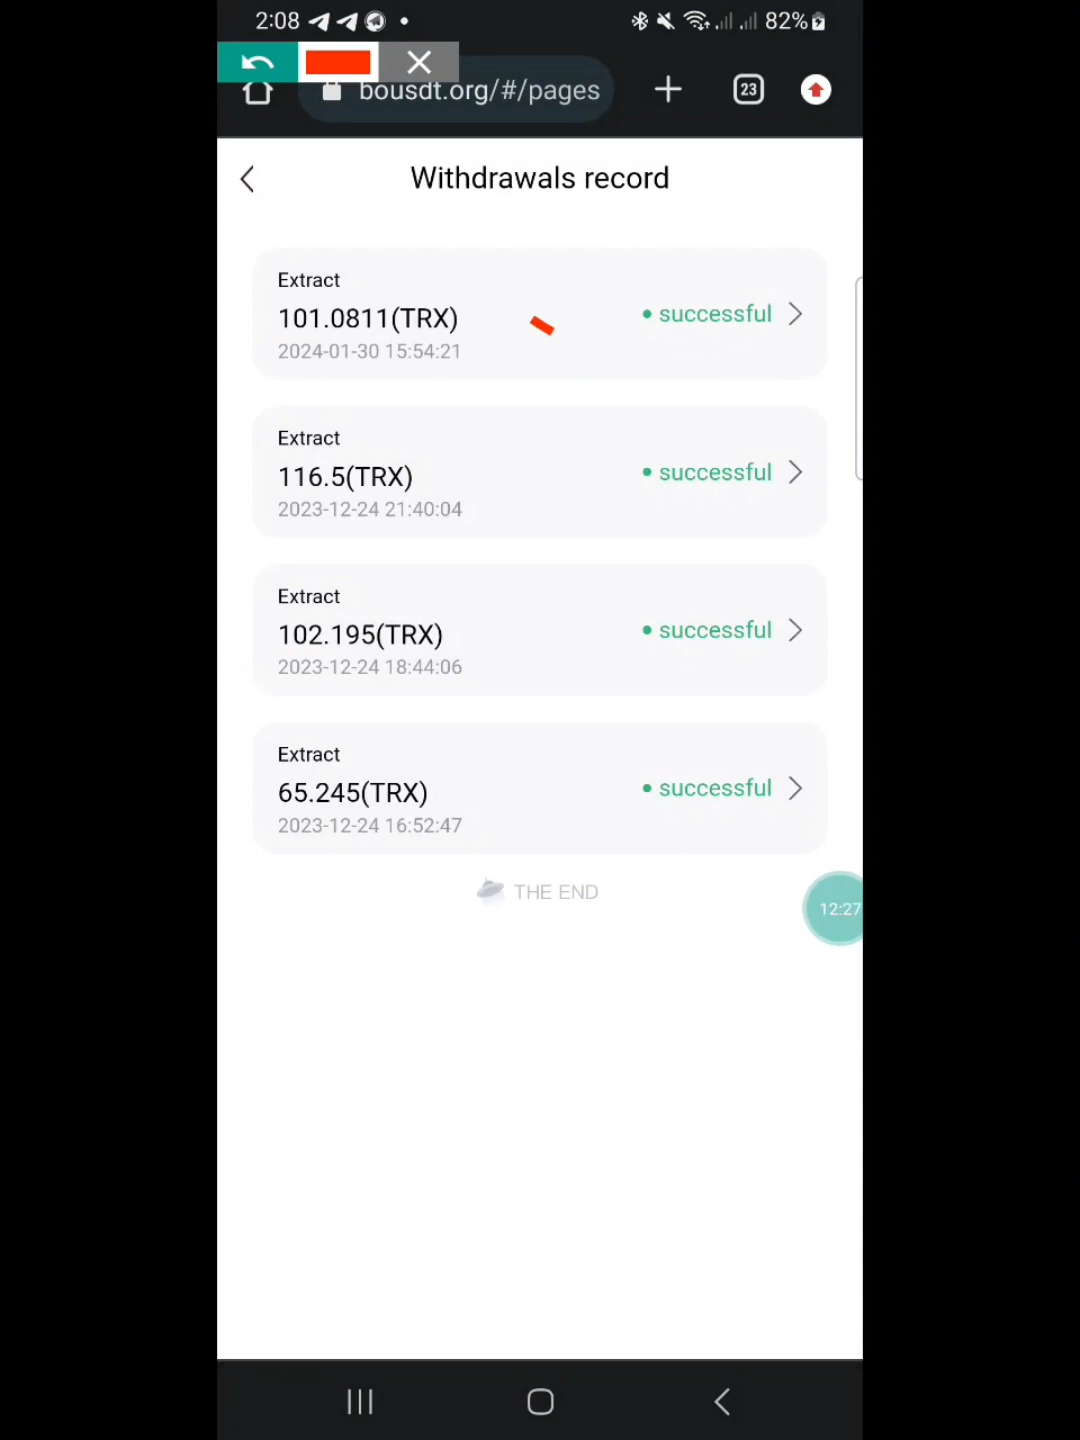 2:08
82%
bousdt.org/#/pages
23
Withdrawals record
Extract
101.0811(TRX)
successful
2024-01-30 15:54:21
Extract
116.5(TRX)
successful
2023-12-24 21:40:04
Extract
102.195(TRX)
successful
2023-12-24 18:44:06
Extract
65.245(TRX)
successful
2023-12-24 16:52:47
THE END
12:27